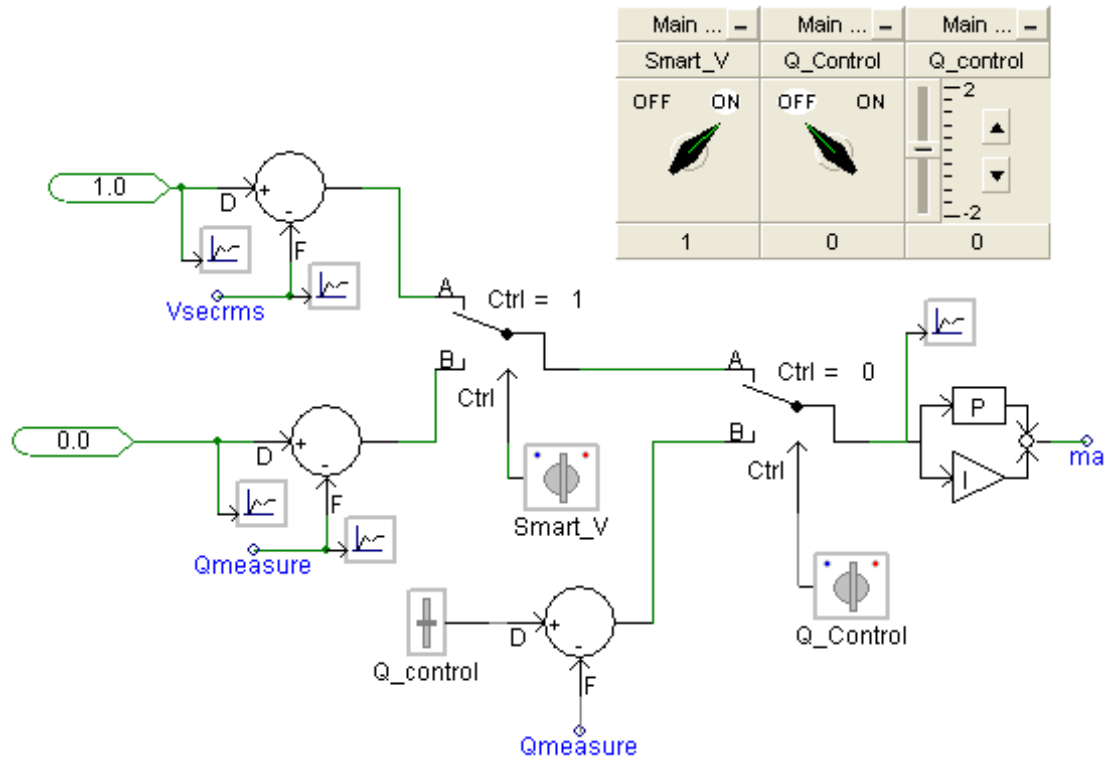 Main ... – Main ... – Main ... –
Smart_V Q_Control Q_control
OFF ON OFF ON 2
-2
1 0 0
1.0
D + -
F
Vsecrms
A Ctrl = 1
B
Ctrl
A Ctrl = 0
B
Ctrl
P
I
ma
0.0
D + -
F
Qmeasure
Smart_V
Q_control
D + -
F
Qmeasure
Q_Control